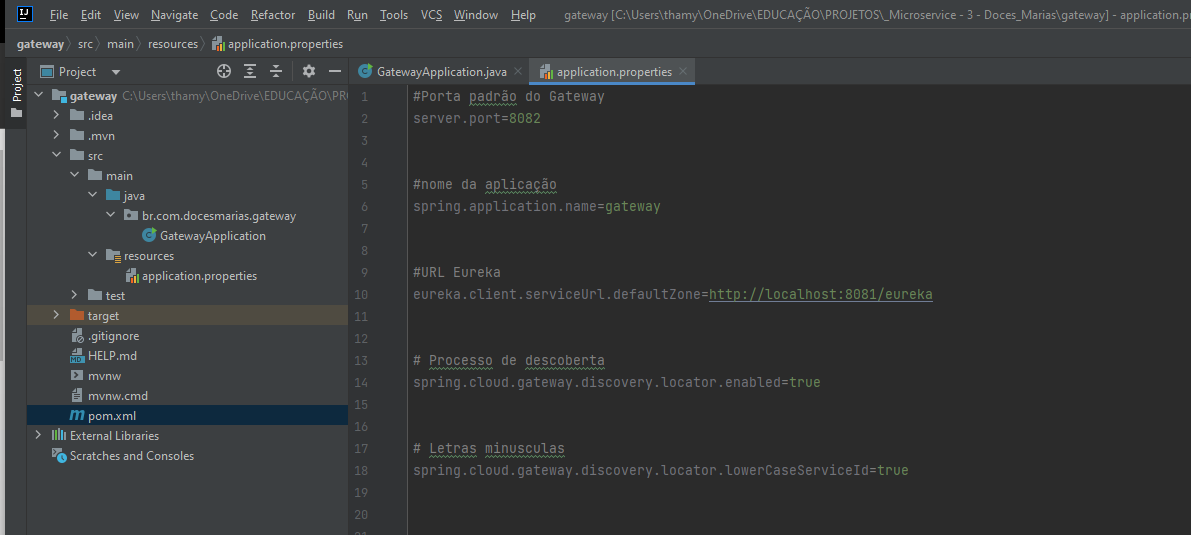 File Edit View Navigate Code Refactor Build Run Tools VCS Window Help gateway [C:\Users\thamy\OneDrive\EDUCAÇÃO\PROJETOS\_Microservice - 3 - Doces_Marias\gateway] - application.pr
gateway src main resources application.properties
Project
Project
GatewayApplication.java
application.properties
gateway C:\Users\thamy\OneDrive\EDUCAÇÃO\PR
.idea
.mvn
src
main
java
br.com.docesmarias.gateway
GatewayApplication
resources
application.properties
test
target
.gitignore
HELP.md
mvnw
mvnw.cmd
pom.xml
External Libraries
Scratches and Consoles
1 #Porta padrão do Gateway
2 server.port=8082
3
4
5 #nome da aplicação
6 spring.application.name=gateway
7
8
9 #URL Eureka
10 eureka.client.serviceUrl.defaultZone=http://localhost:8081/eureka
11
12
13 # Processo de descoberta
14 spring.cloud.gateway.discovery.locator.enabled=true
15
16
17 # Letras minusculas
18 spring.cloud.gateway.discovery.locator.lowerCaseServiceId=true
19
20